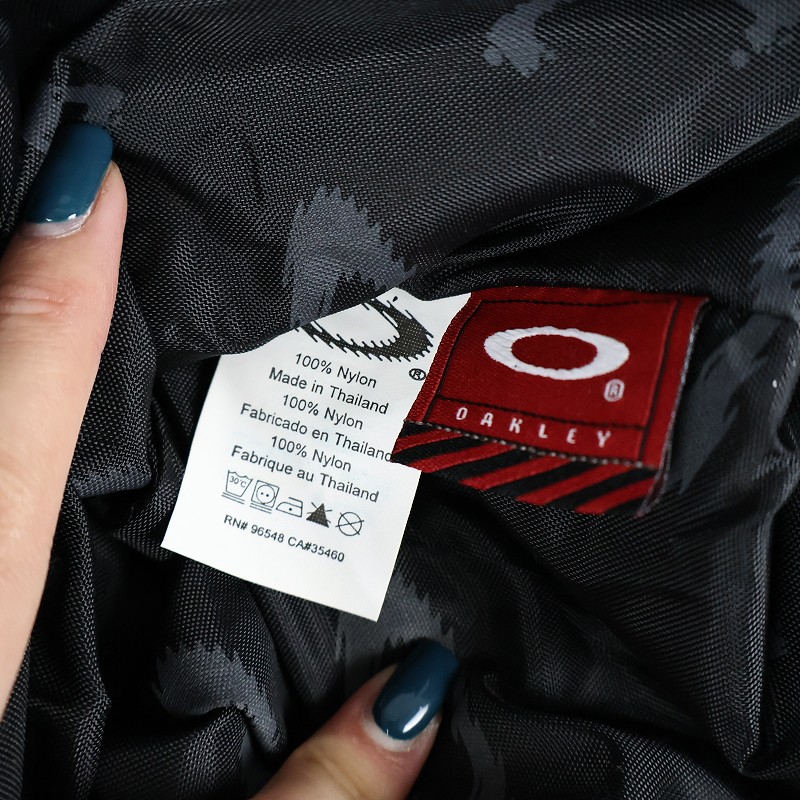 ®
100% Nylon
Made in Thailand
100% Nylon
Fabricado en Thailand
100% Nylon
Fabrique au Thailand
30°C
RN# 96548 CA#35460
®
OAKLEY